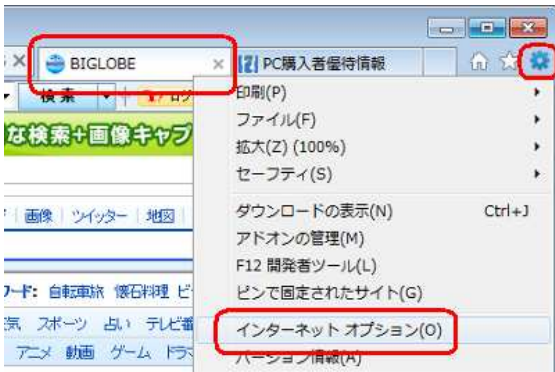 BIGLOBE
PC購入者優待情報
検索
な検索+画像キャプ
画像 ツイッター 地図
ワード: 自転車旅 懐石料理 ビ
気 スポーツ 占い テレビ番
アニメ 動画 ゲーム ドラマ
印刷(P)
ファイル(F)
拡大(Z) (100%)
セーフティ(S)
ダウンロードの表示(N) Ctrl+J
アドオンの管理(M)
F12 開発者ツール(L)
ピンで固定されたサイト(G)
インターネット オプション(O)
バージョン情報(A)